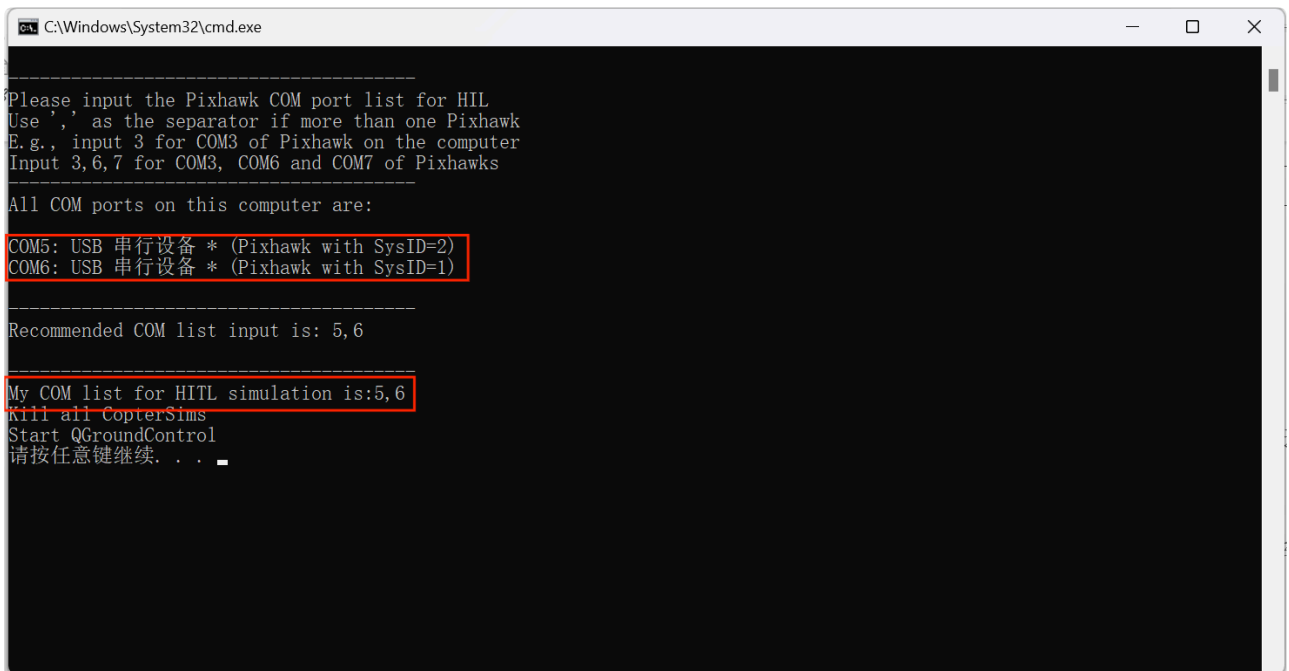 C:\Windows\System32\cmd.exe
---------------------------------------
Please input the Pixhawk COM port list for HIL
Use ',' as the separator if more than one Pixhawk
E.g., input 3 for COM3 of Pixhawk on the computer
Input 3,6,7 for COM3, COM6 and COM7 of Pixhawks
---------------------------------------
All COM ports on this computer are:
COM5: USB 串行设备 * (Pixhawk with SysID=2)
COM6: USB 串行设备 * (Pixhawk with SysID=1)
---------------------------------------
Recommended COM list input is: 5,6
---------------------------------------
My COM list for HITL simulation is:5,6
Kill all CopterSims
Start QGroundControl
请按任意键继续. . .